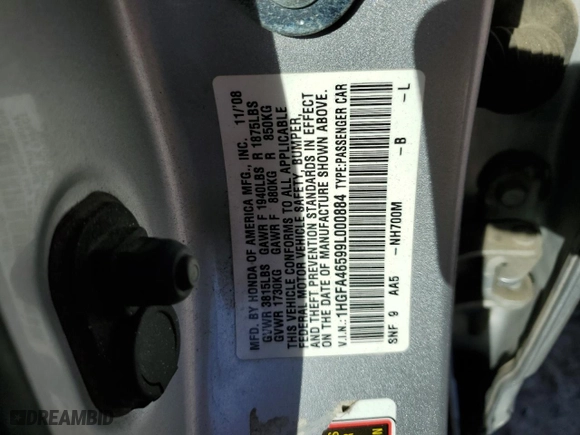 MFD. BY HONDA OF AMERICA MFG., INC. 11/'08
GVWR 3815LBS GAWR F 1940LBS R 1875LBS
GVWR 1730KG GAWR F 880KG R 850KG
THIS VEHICLE CONFORMS TO ALL APPLICABLE
FEDERAL MOTOR VEHICLE SAFETY, BUMPER,
AND THEFT PREVENTION STANDARDS IN EFFECT
ON THE DATE OF MANUFACTURE SHOWN ABOVE.
V.I.N.: 1HGFA46599L000884 TYPE:PASSENGER CAR
SNF 9 AA5 -NH700M -B -L
DREAMBID